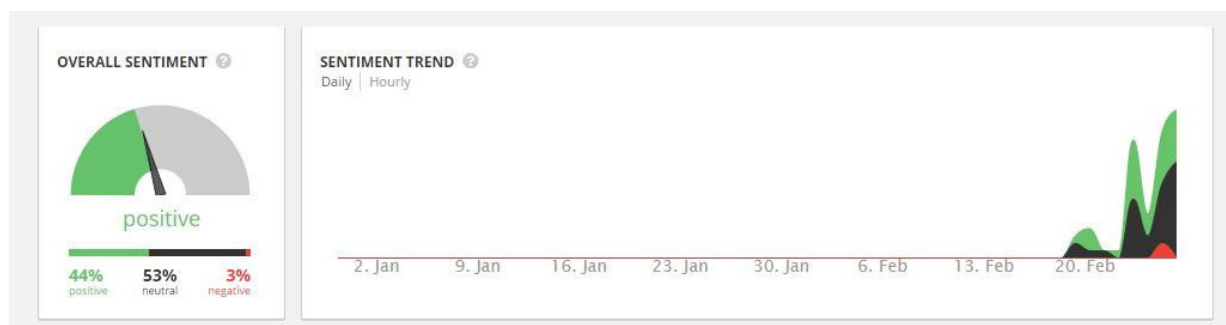 OVERALL SENTIMENT ?
positive
44% 53% 3%
positive neutral negative
SENTIMENT TREND ?
Daily | Hourly
2. Jan 9. Jan 16. Jan 23. Jan 30. Jan 6. Feb 13. Feb 20. Feb